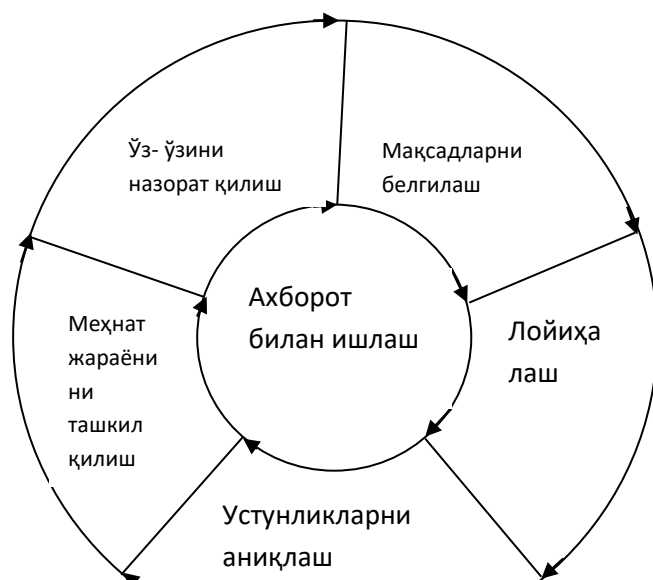 Ўз- ўзини
назорат қилиш
Мақсадларни
белгилаш
Ахборот
билан ишлаш
Лойиҳа
лаш
Меҳнат
жараёни
ни
ташкил
қилиш
Устунликларни
аниқлаш